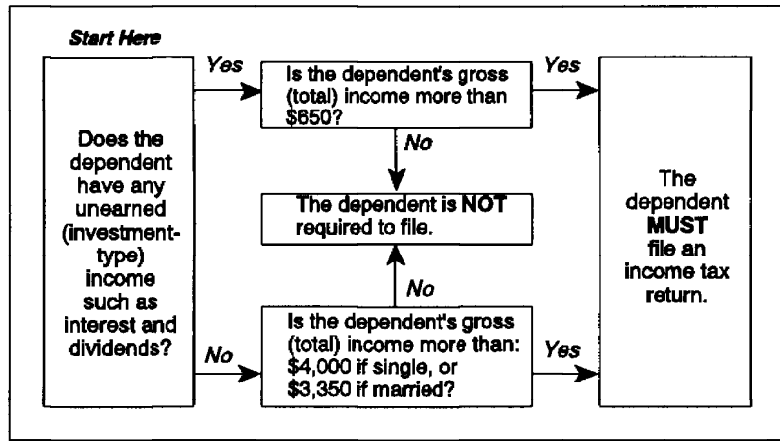 Start Here
Does the
dependent
have any
unearned
(investment-
type)
income
such as
interest and
dividends?
Yes
Is the dependent's gross
(total) income more than
$650?
Yes
No
The dependent is NOT
required to file.
No
No
Is the dependent's gross
(total) income more than:
$4,000 if single, or
$3,350 if married?
Yes
The
dependent
MUST
file an
income tax
return.